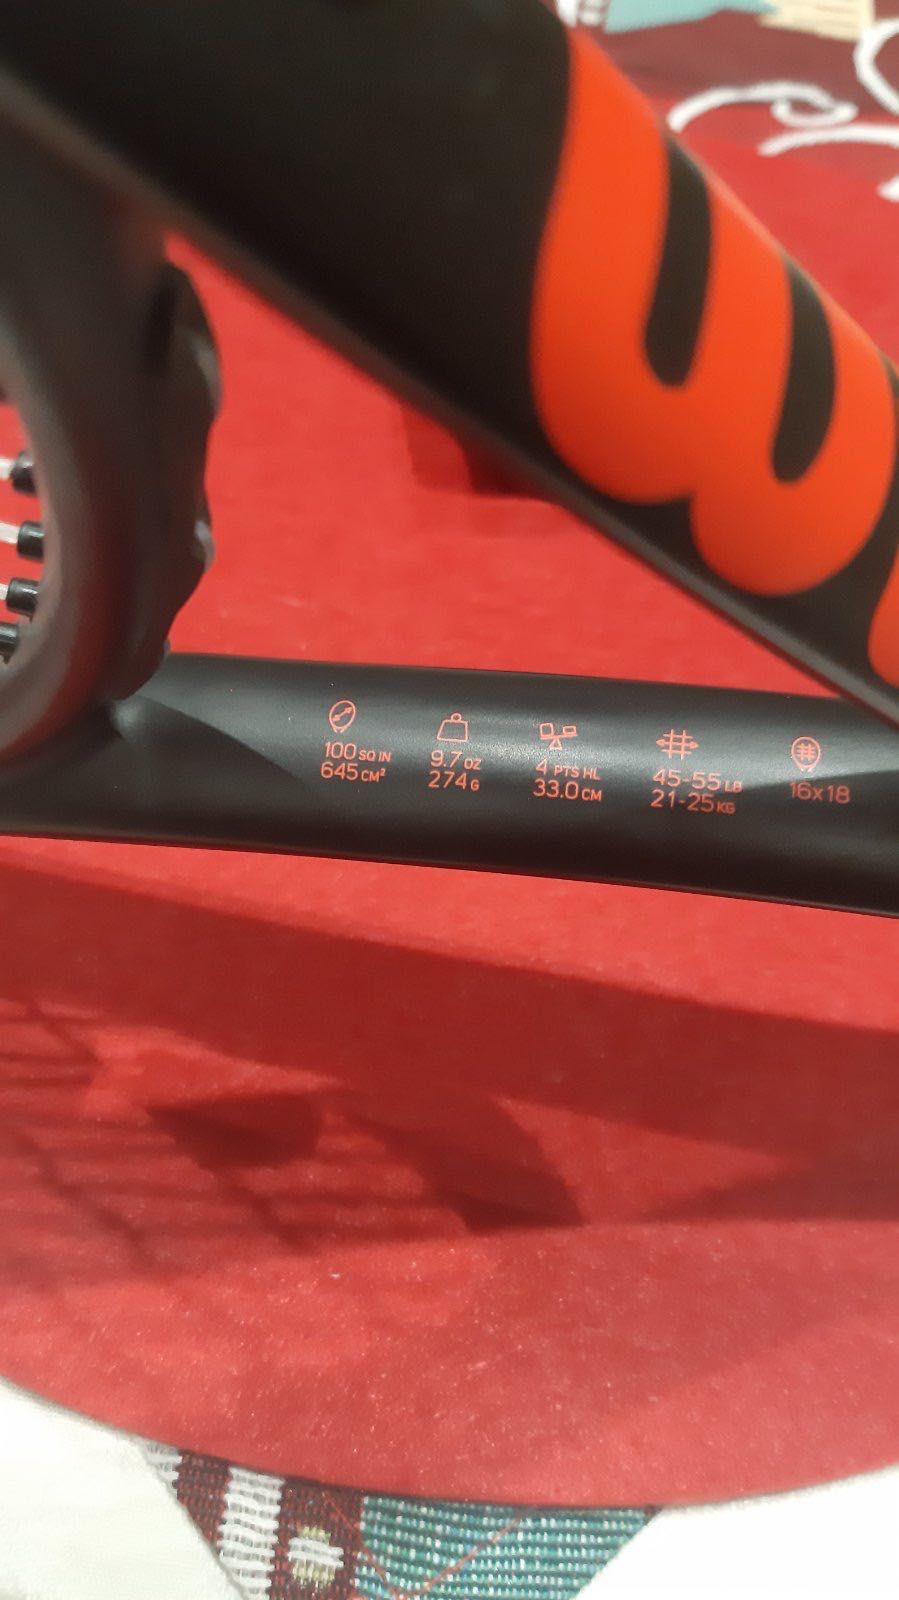 100 SQ IN
645 CM²
9.7 OZ
274 G
4 PTS HL
33.0 CM
45-55 LB
21-25 KG
16x18